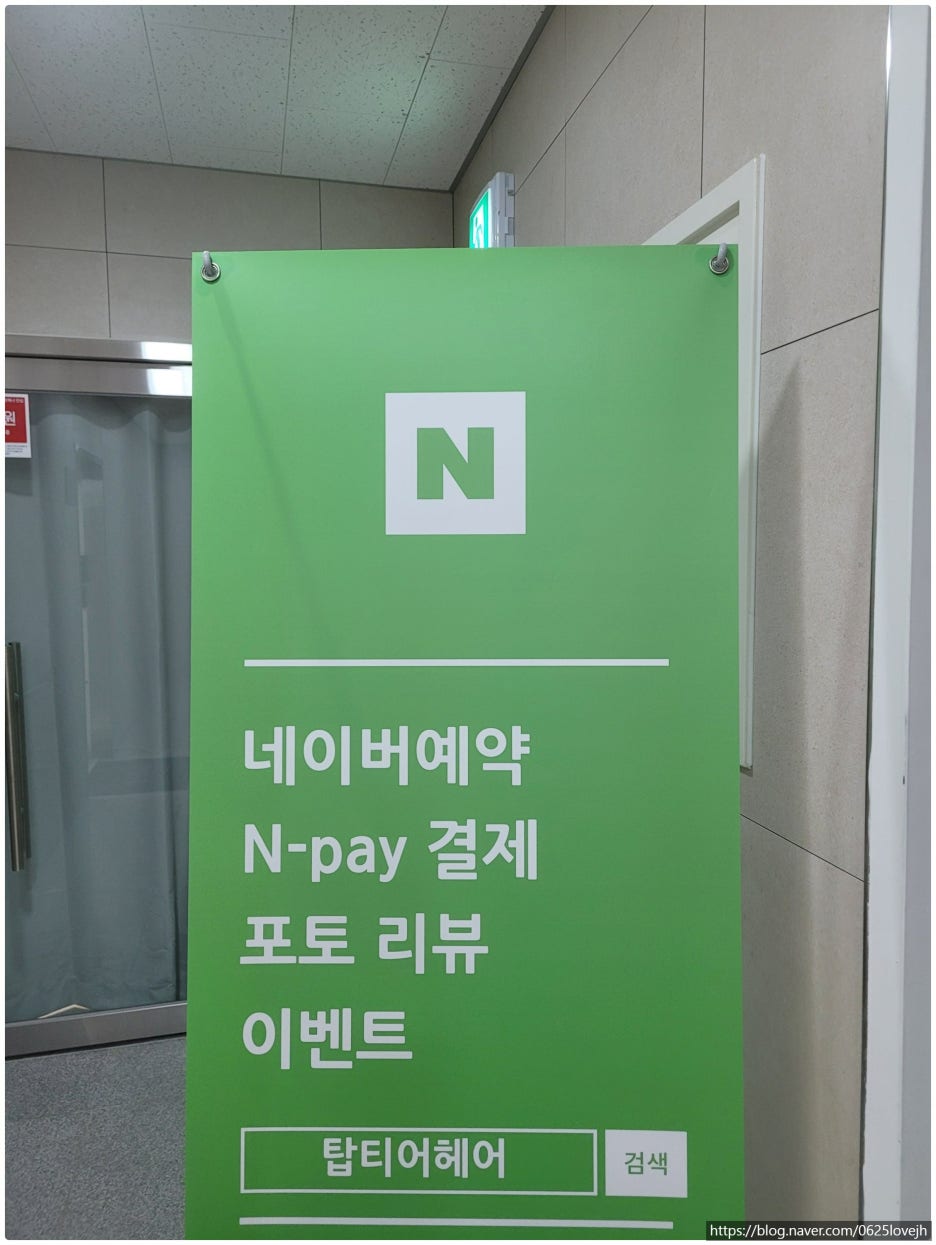 N
네이버예약
N-pay 결제
포토 리뷰
이벤트
탑티어헤어 검색
https://blog.naver.com/0625lovejh